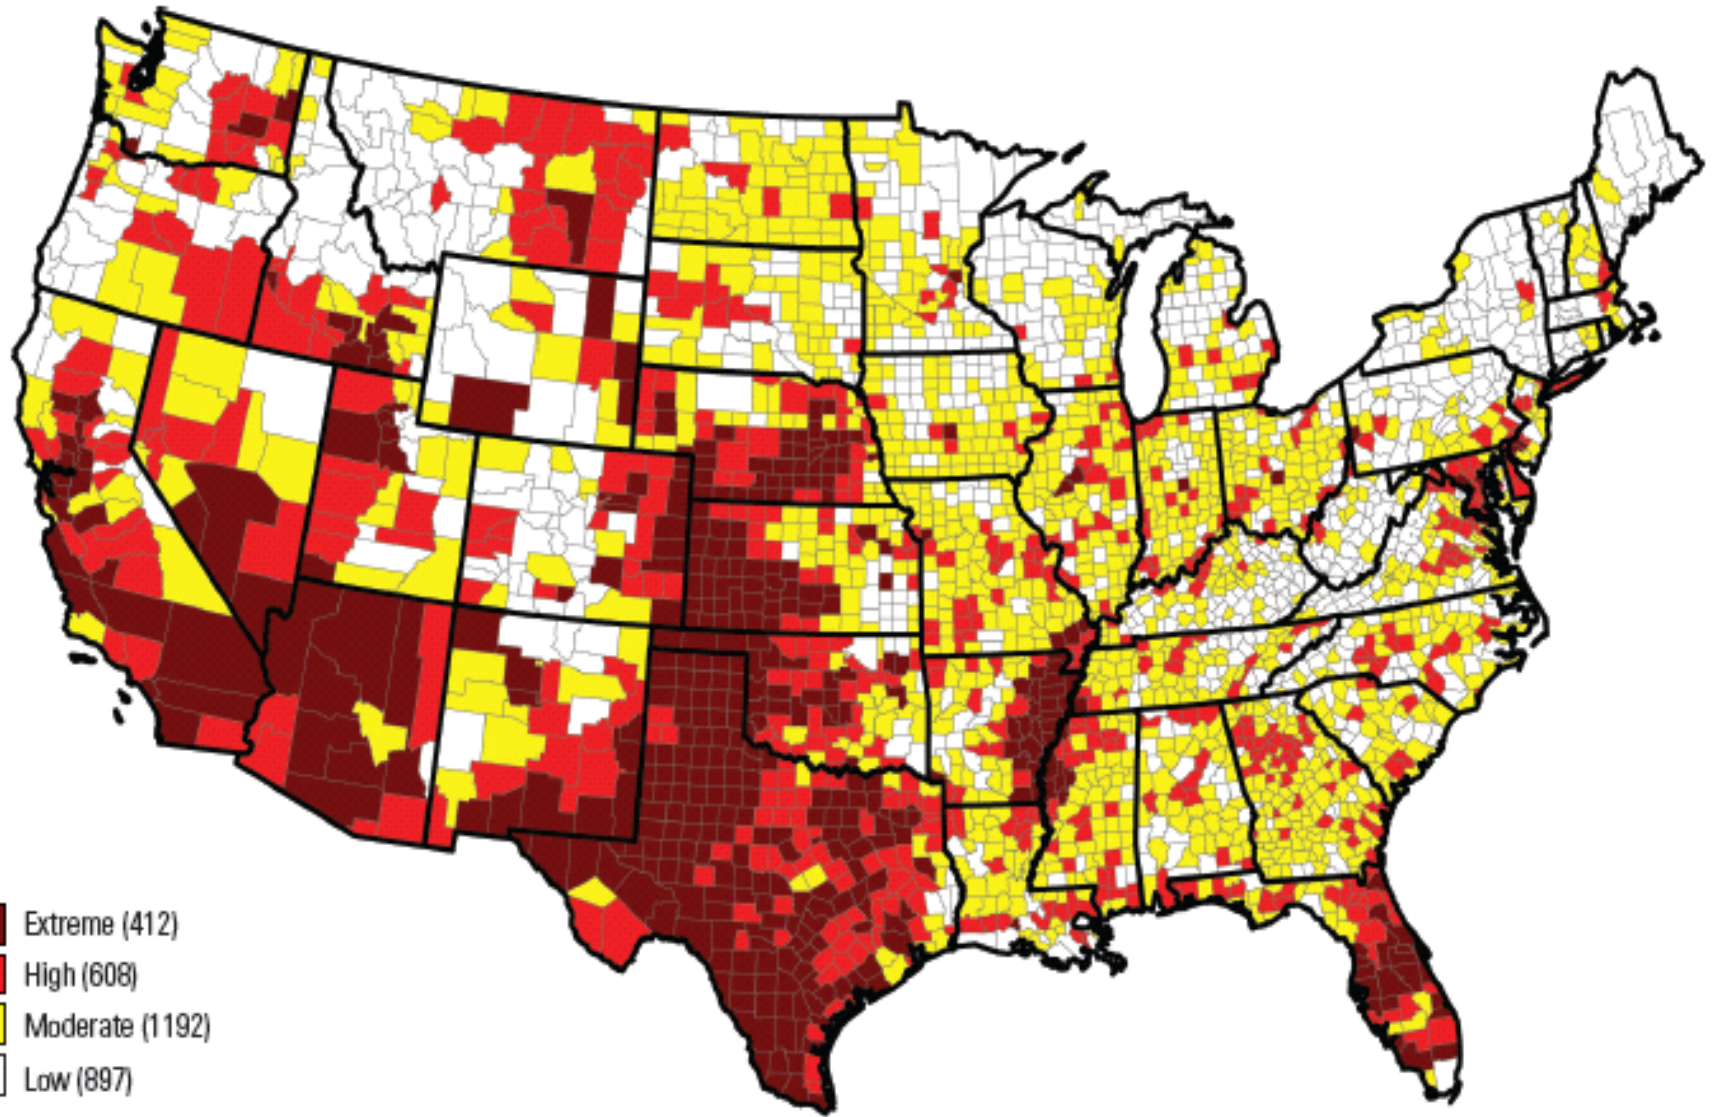 Extreme (412)
High (608)
Moderate (1192)
Low (897)